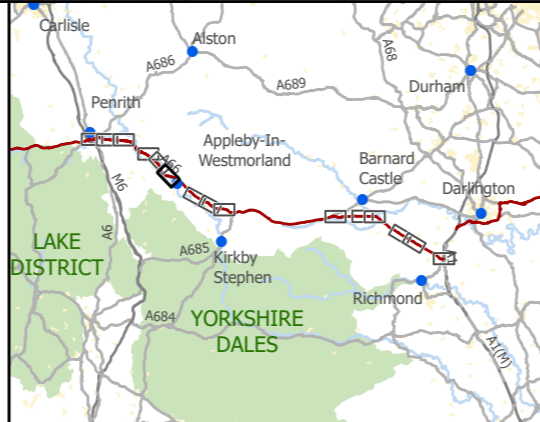 Carlisle
Alston
A686
A68
A689
Durham
Penrith
Appleby-In-
Westmorland
A66
Barnard
Castle
Darlington
M6
A6
LAKE
DISTRICT
A685
Kirkby
Stephen
Richmond
A684
YORKSHIRE
DALES
A1(M)